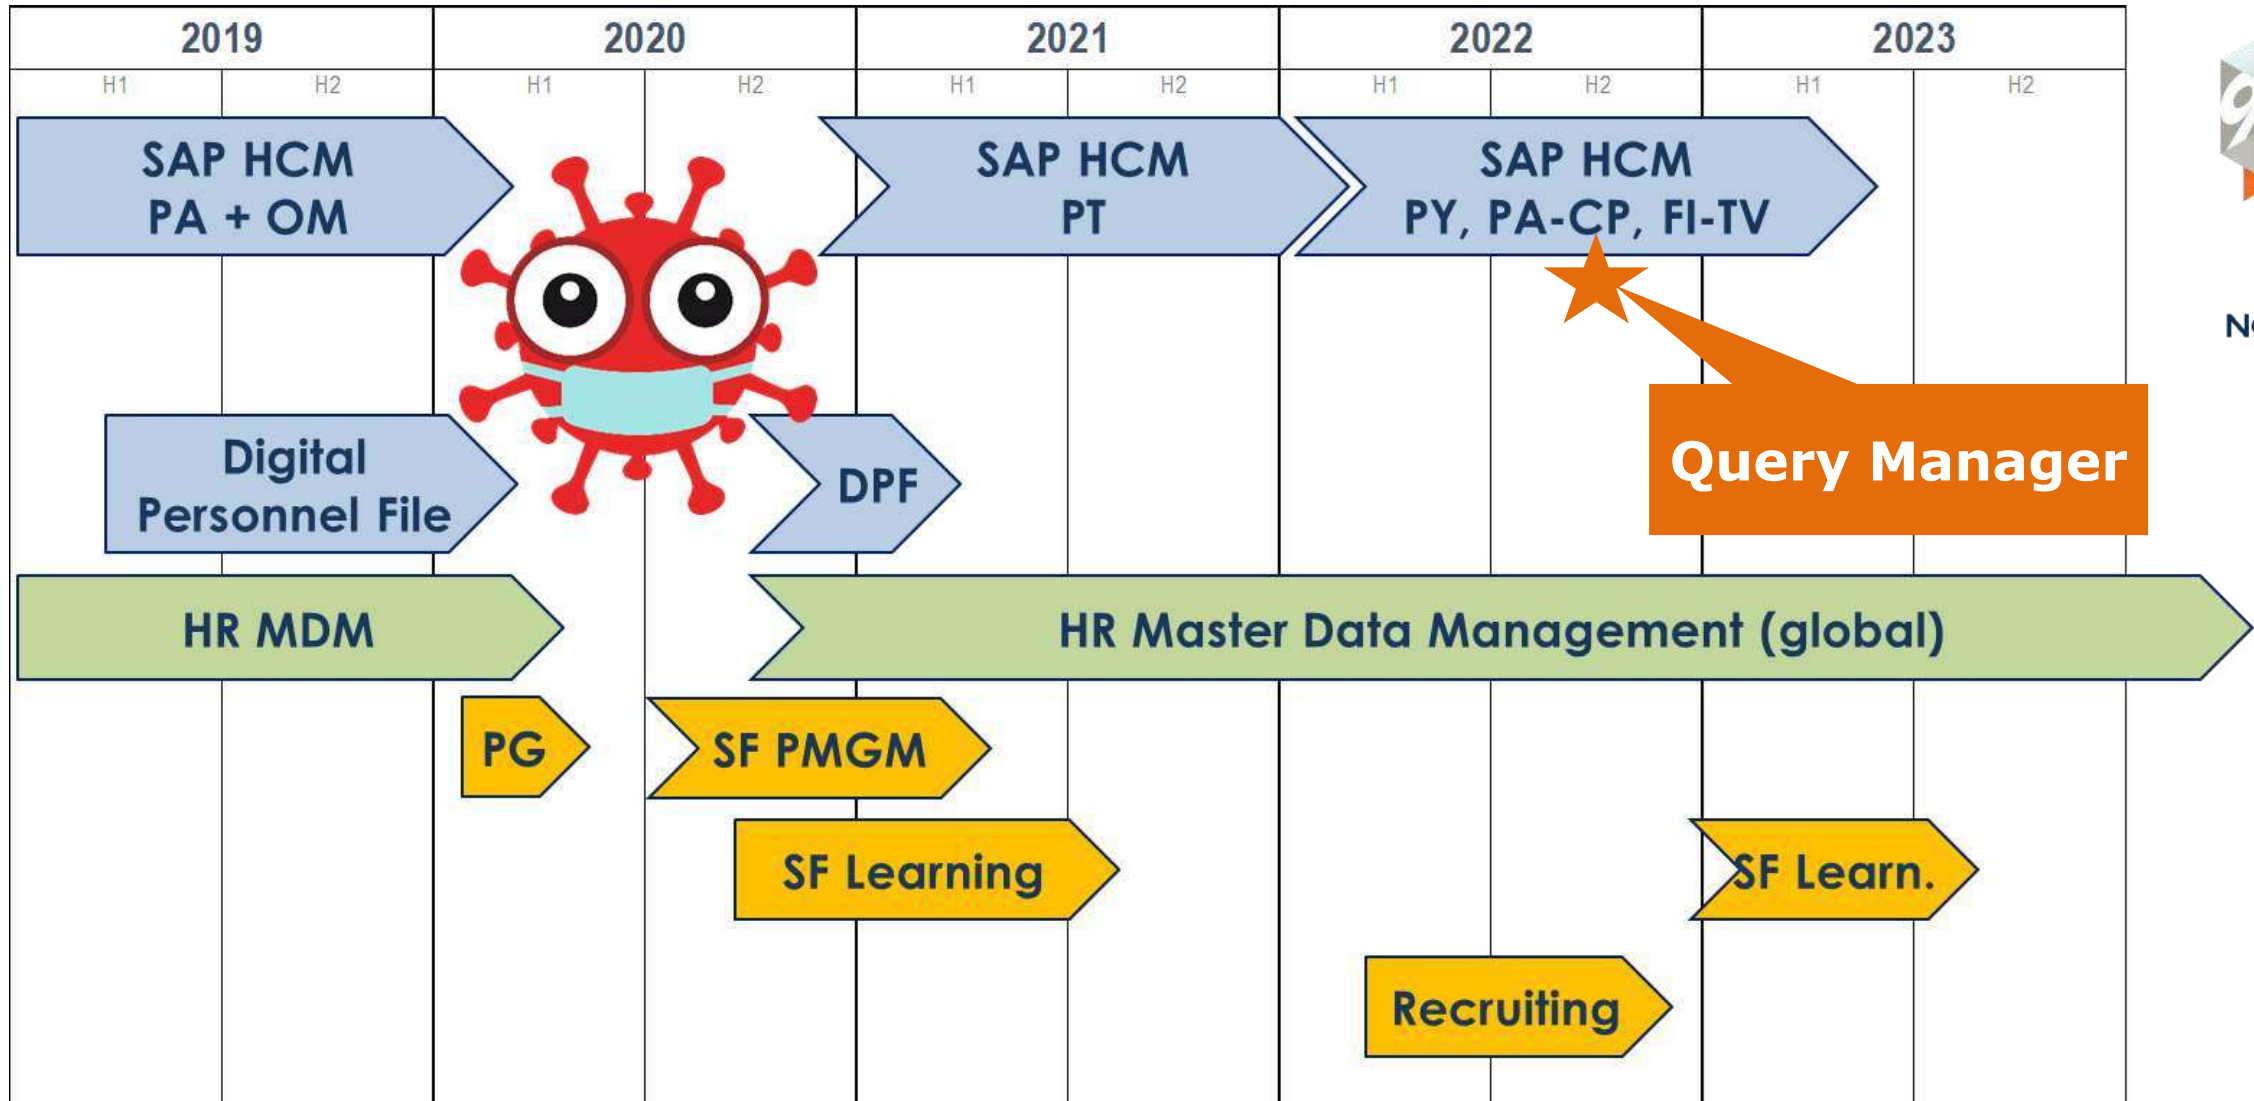 2019 2020 2021 2022 2023
H1 H2 H1 H2 H1 H2 H1 H2 H1 H2
SAP HCM
PA + OM
SAP HCM
PT
SAP HCM
PY, PA-CP, FI-TV
Query Manager
Digital
Personnel File
DPF
HR MDM
HR Master Data Management (global)
PG
SF PMGM
SF Learning
SF Learn.
Recruiting